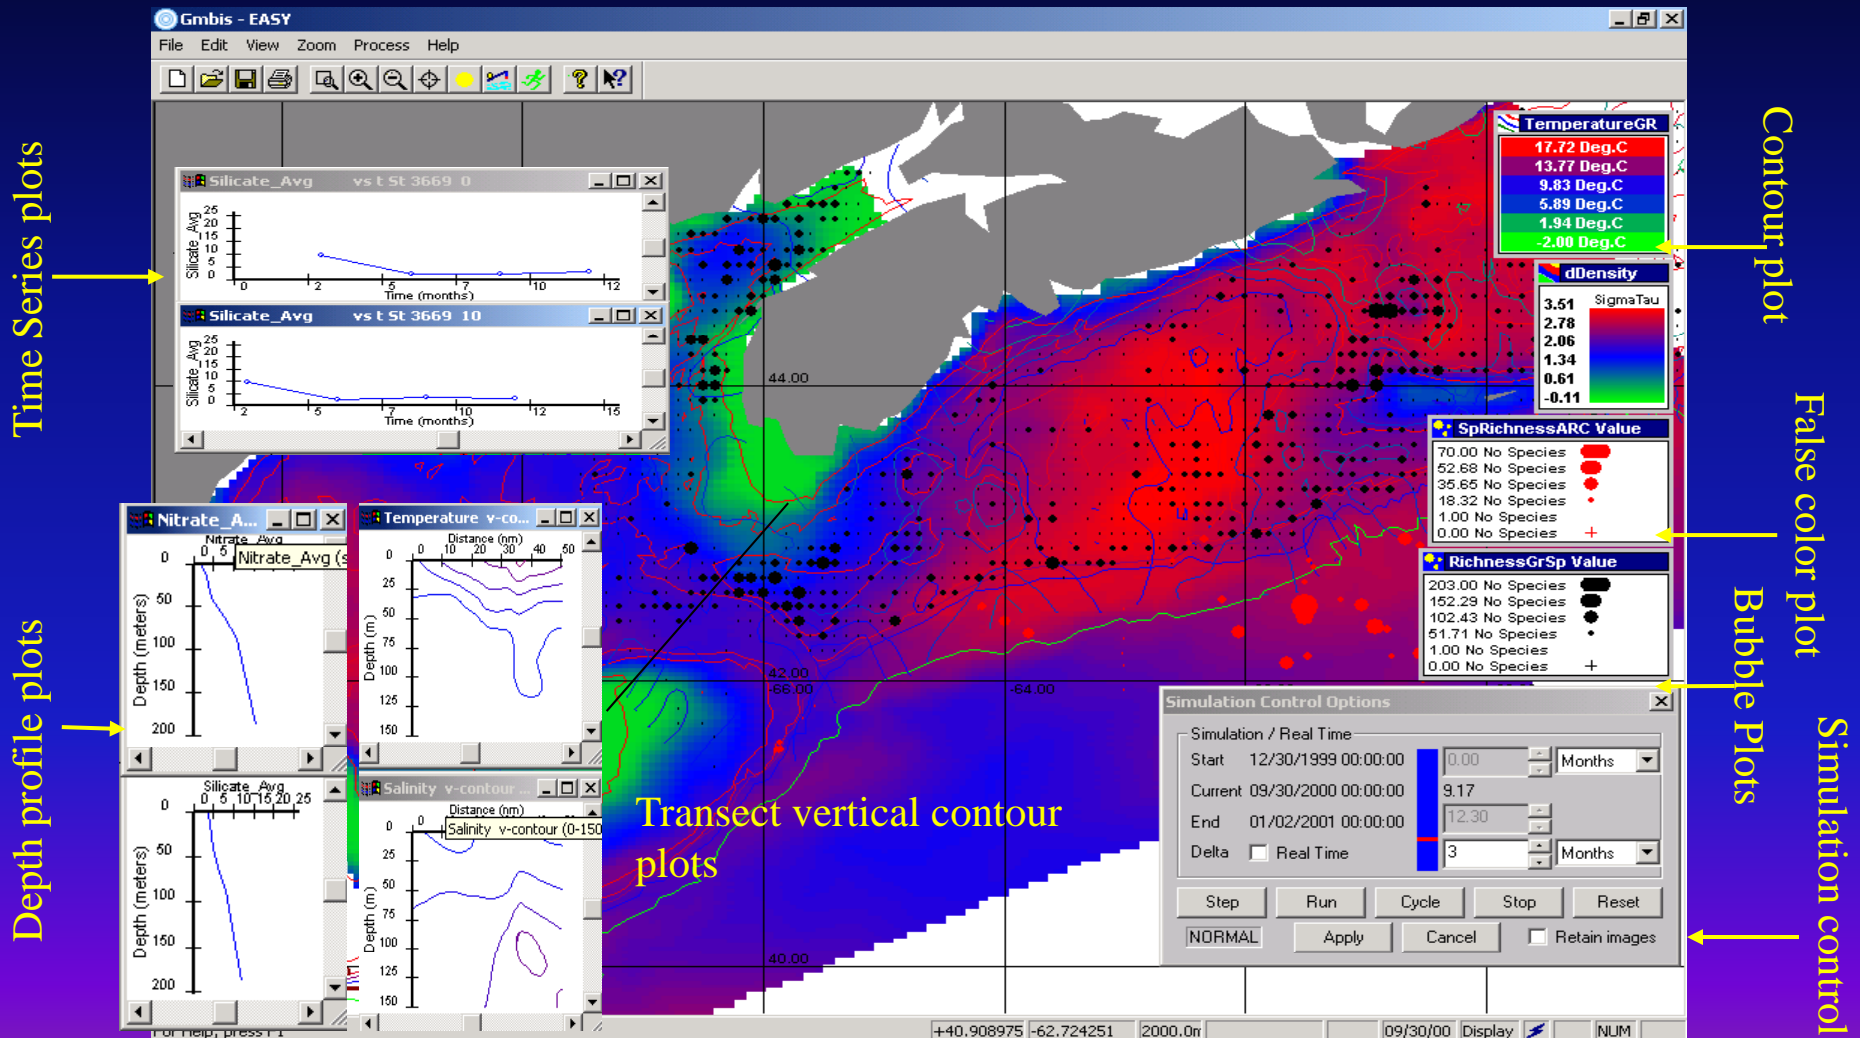 Gmbis - EASY
File Edit View Zoom Process Help
Time Series plots
Depth profile plots
Contour plot
False color plot
Bubble Plots
Simulation control
Silicate_Avg vs t St 3669 0
Silicate_Avg
25
20
15
10
5
0
0 2 5 7 10 12
Time (months)
Silicate_Avg vs t St 3669 10
Silicate_Avg
25
20
15
10
5
0
2 5 7 10 12 15
Time (months)
TemperatureGR
17.72 Deg.C
13.77 Deg.C
9.83 Deg.C
5.89 Deg.C
1.94 Deg.C
-2.00 Deg.C
dDensity
SigmaTau
3.51
2.78
2.06
1.34
0.61
-0.11
SpRichnessARC Value
70.00 No Species
52.68 No Species
35.65 No Species
18.32 No Species
1.00 No Species
0.00 No Species
RichnessGrSp Value
203.00 No Species
152.29 No Species
102.43 No Species
51.71 No Species
1.00 No Species
0.00 No Species
44.00
42.00
-66.00
-64.00
40.00
Nitrate_A...
Nitrate_Avg
0 5
Nitrate_Avg (s
Depth (meters)
0
50
100
150
200
Silicate_Avg
0 5 10 15 20 25
Depth (meters)
0
50
100
150
200
Temperature v-co...
Distance (nm)
0 10 20 30 40 50
Depth (m)
0
25
50
75
100
125
150
Salinity v-contour ...
Distance (nm)
0
Salinity v-contour (0-150
Depth (m)
0
25
50
75
100
125
150
Transect vertical contour
plots
Simulation Control Options
Simulation / Real Time
Start 12/30/1999 00:00:00 0.00 Months
Current 09/30/2000 00:00:00 9.17
End 01/02/2001 00:00:00 12.30
Delta Real Time 3 Months
Step Run Cycle Stop Reset
NORMAL Apply Cancel Retain images
For Help, press F1
+40.908975 -62.724251 2000.0m 09/30/00 Display NUM